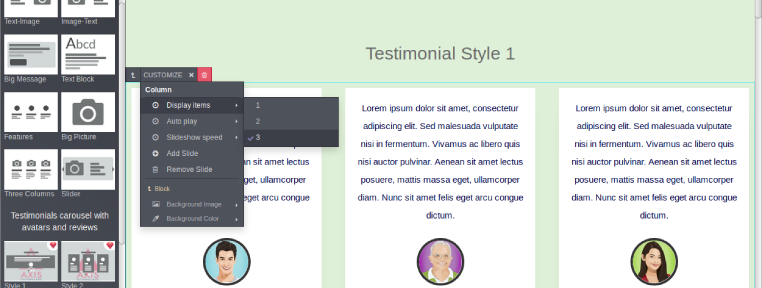 Text-Image
Image-Text
Big Message
Abcd
Text Block
Features
Big Picture
Three Columns
Slider
Testimonials carousel with
avatars and reviews
AXIS
Style 1
AXIS
Style 2
Testimonial Style 1
CUSTOMIZE
Column
Display items
Auto play
Slideshow speed
Add Slide
Remove Slide
Block
Background Image
Background Color
1
2
3
sit amet lectus
ullamcorper
eget arcu congue
Lorem ipsum dolor sit amet, consectetur
adipiscing elit. Sed malesuada vulputate
nisi in fermentum. Vivamus ac libero quis
nisi auctor pulvinar. Aenean sit amet lectus
posuere, mattis massa eget, ullamcorper
diam. Nunc sit amet felis eget arcu congue
dictum.
Lorem ipsum dolor sit amet, consectetur
adipiscing elit. Sed malesuada vulputate
nisi in fermentum. Vivamus ac libero quis
nisi auctor pulvinar. Aenean sit amet lectus
posuere, mattis massa eget, ullamcorper
diam. Nunc sit amet felis eget arcu congue
dictum.